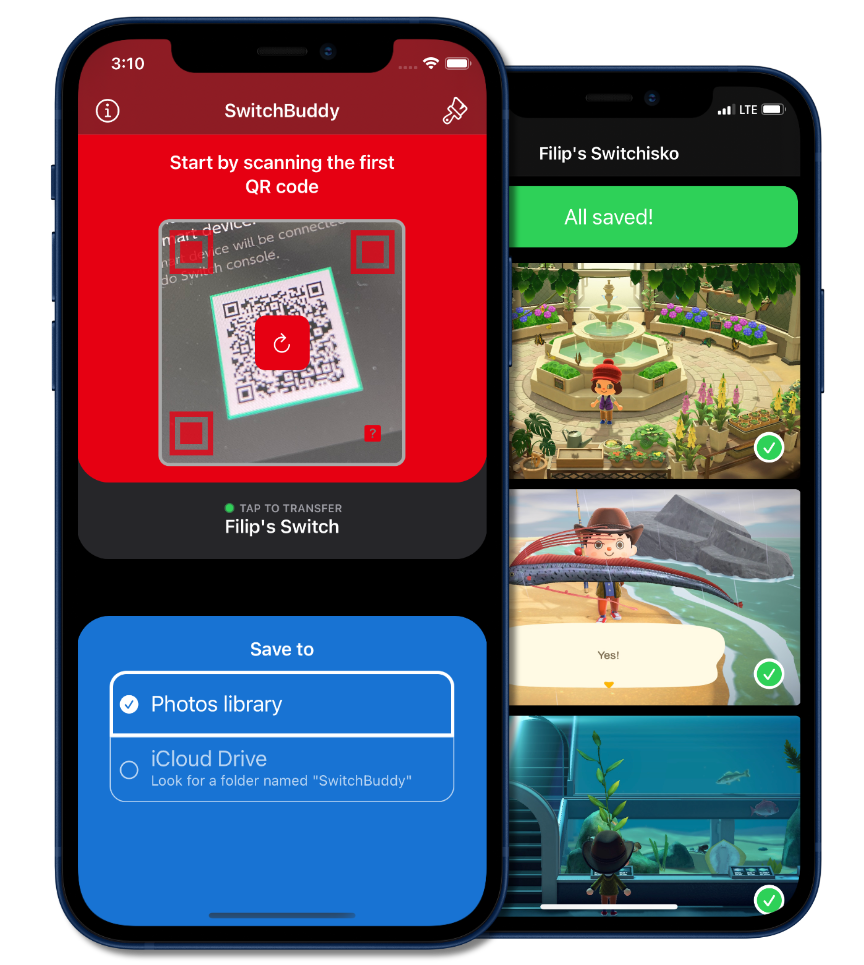 3:10
SwitchBuddy
Start by scanning the first
QR code
mart device.
mart device will be connected
do Switch console.
?
TAP TO TRANSFER
Filip's Switch
Save to
Photos library
iCloud Drive
Look for a folder named "SwitchBuddy"
LTE
Filip's Switchisko
All saved!
Yes!